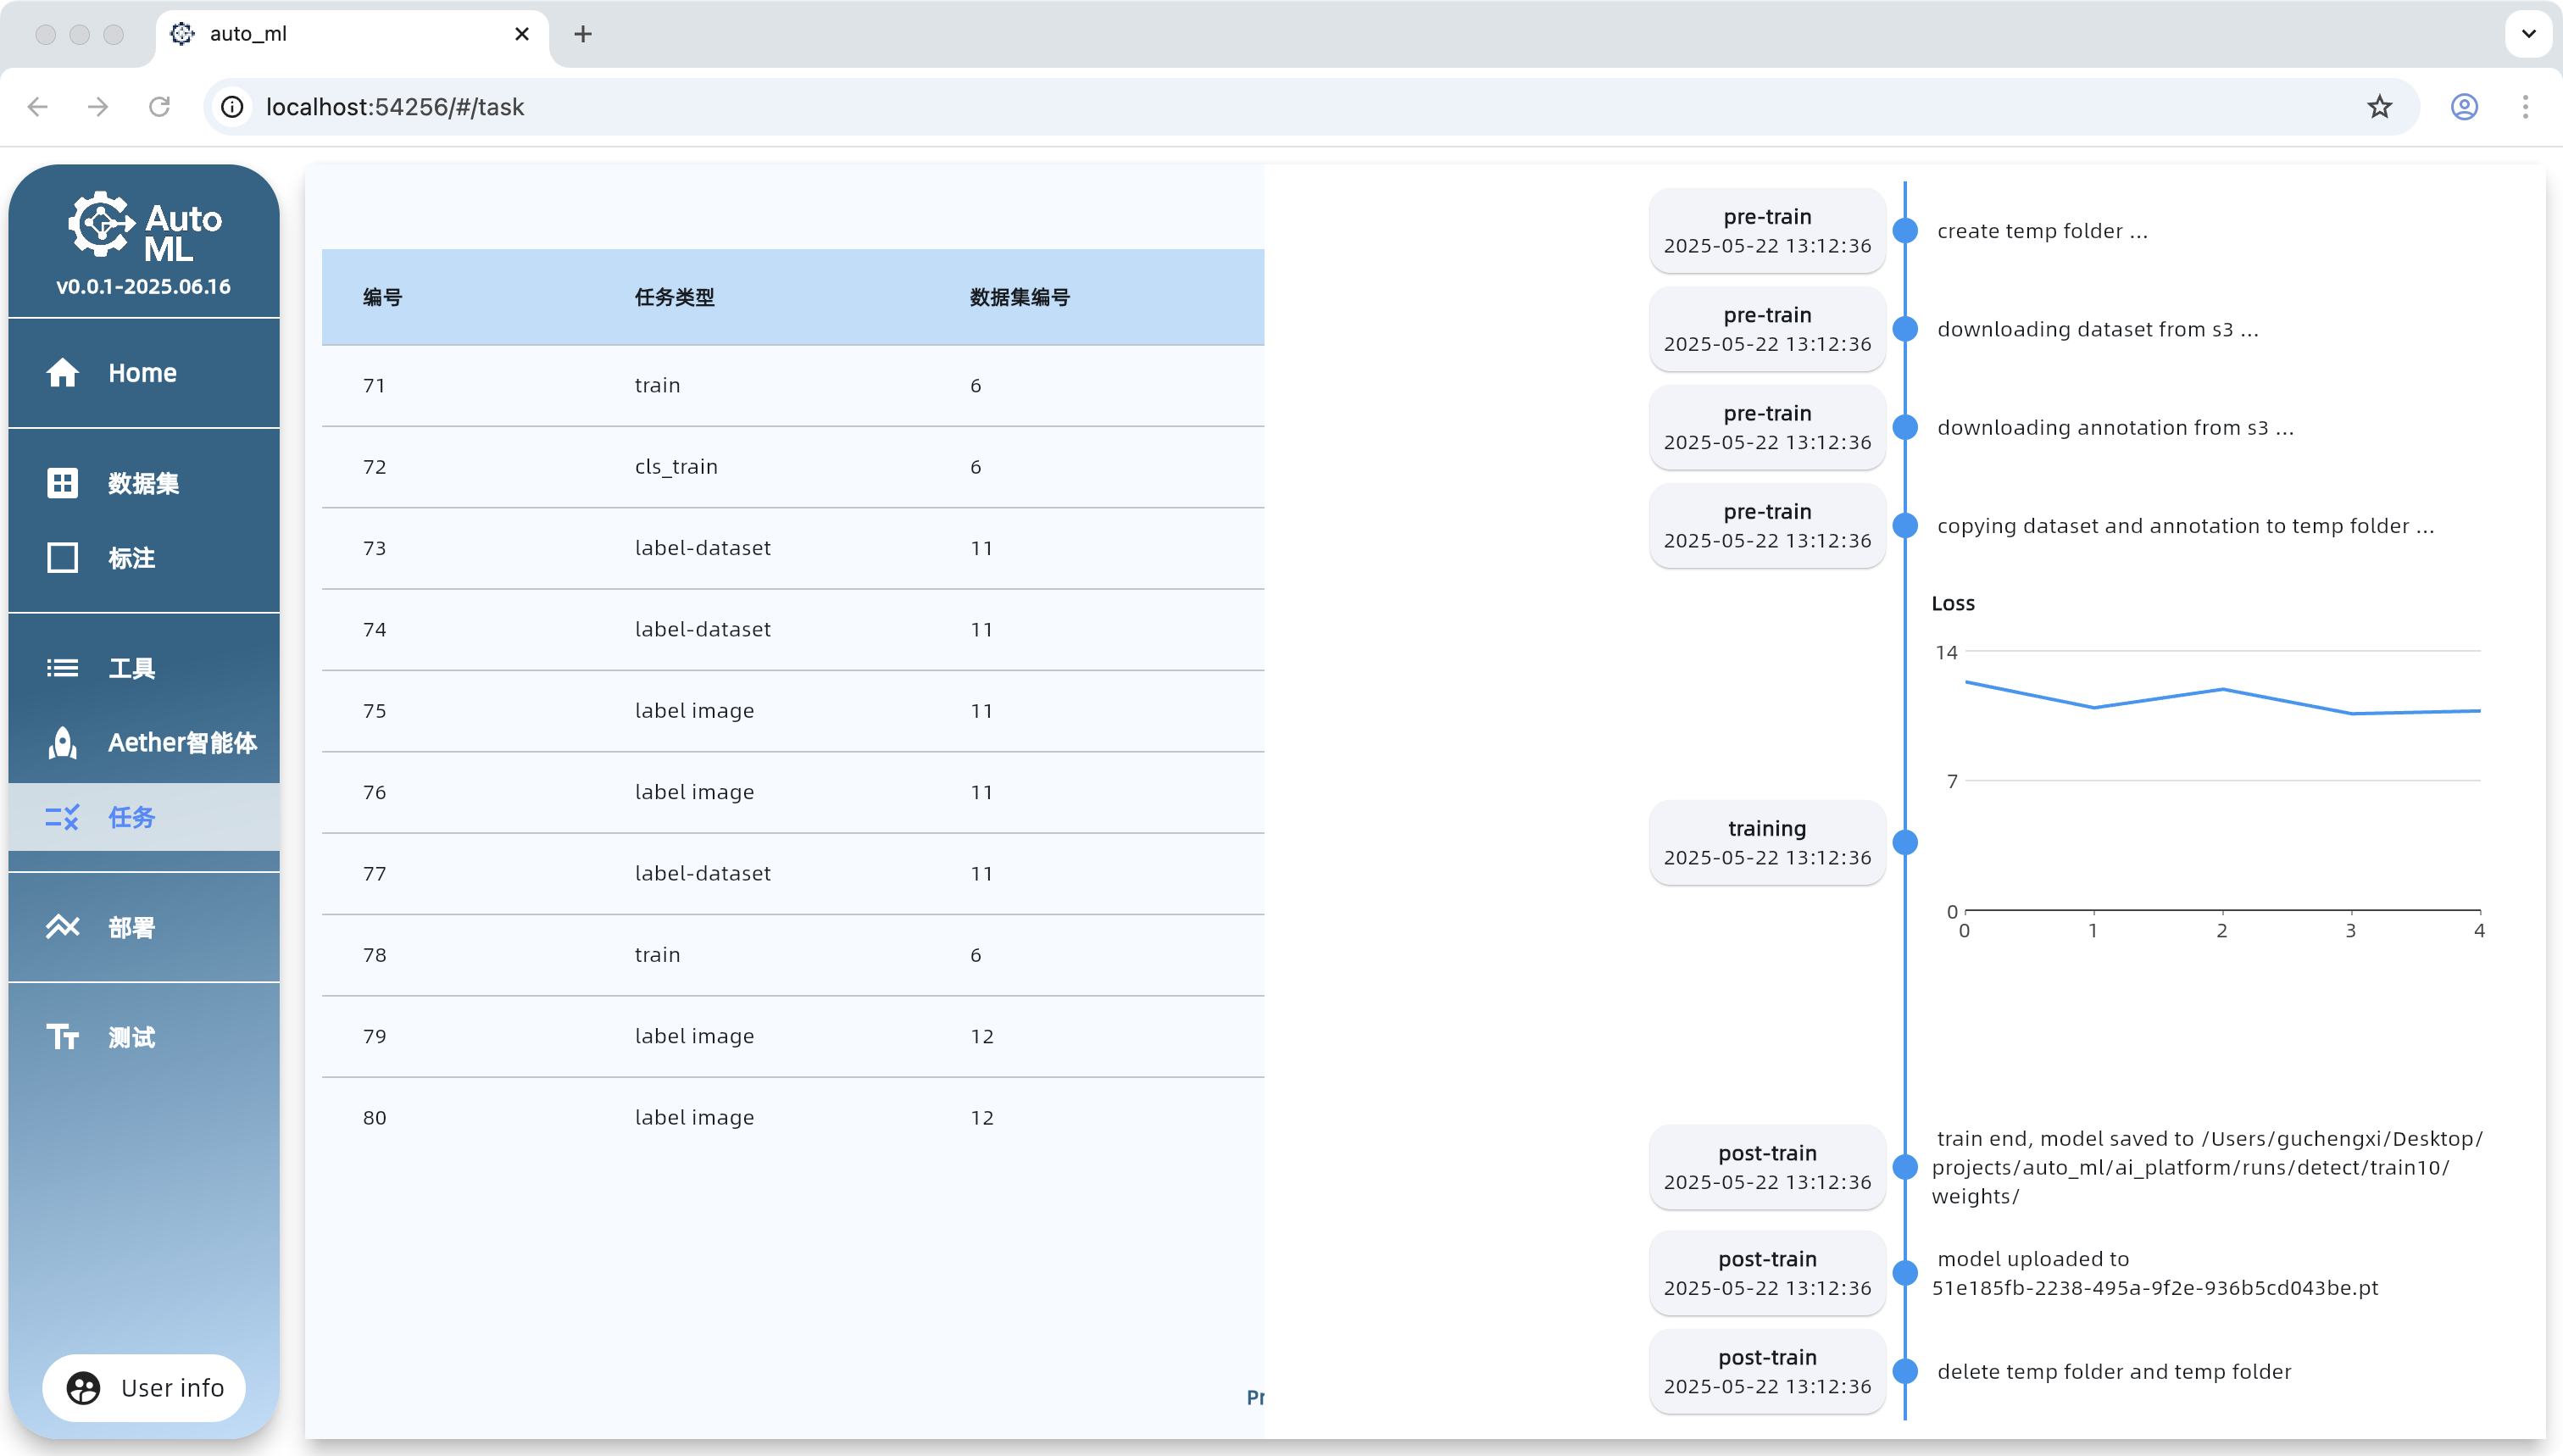 auto_ml
localhost:54256/#/task
Auto
ML
v0.0.1-2025.06.16
Home
数据集
标注
工具
Aether智能体
任务
部署
测试
User info
编号 任务类型 数据集编号
71 train 6
72 cls_train 6
73 label-dataset 11
74 label-dataset 11
75 label image 11
76 label image 11
77 label-dataset 11
78 train 6
79 label image 12
80 label image 12
Pr
pre-train
2025-05-22 13:12:36
create temp folder ...
pre-train
2025-05-22 13:12:36
downloading dataset from s3 ...
pre-train
2025-05-22 13:12:36
downloading annotation from s3 ...
pre-train
2025-05-22 13:12:36
copying dataset and annotation to temp folder ...
training
2025-05-22 13:12:36
Loss
14
7
0
0 1 2 3 4
post-train
2025-05-22 13:12:36
train end, model saved to /Users/guchengxi/Desktop/
projects/auto_ml/ai_platform/runs/detect/train10/
weights/
post-train
2025-05-22 13:12:36
model uploaded to
51e185fb-2238-495a-9f2e-936b5cd043be.pt
post-train
2025-05-22 13:12:36
delete temp folder and temp folder